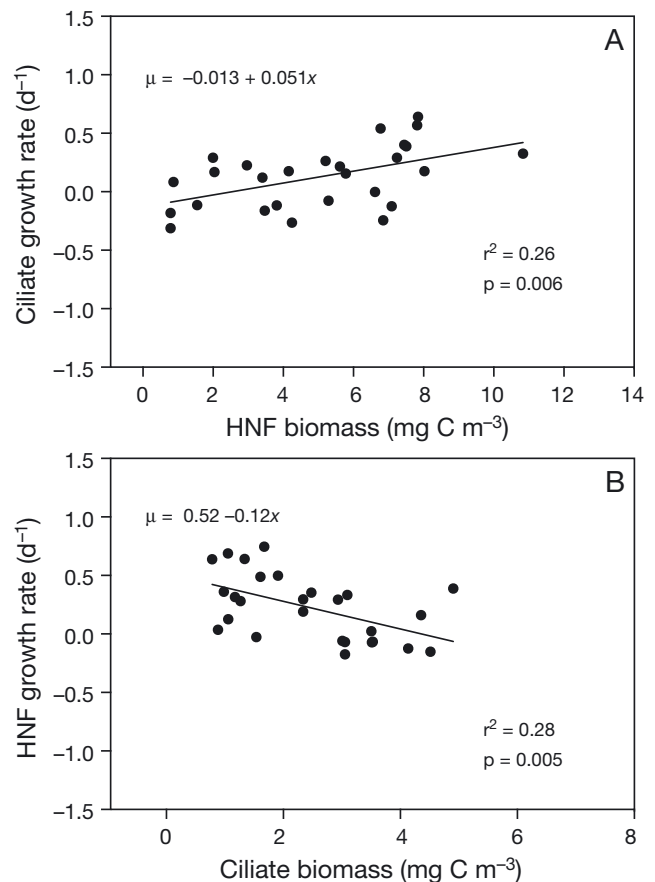 A
1.5
1.0
0.5
0.0
−0.5
−1.0
−1.5
Ciliate growth rate (d⁻¹)
μ = −0.013 + 0.051x
r² = 0.26
p = 0.006
0 2 4 6 8 10 12 14
HNF biomass (mg C m⁻³)
B
1.5
1.0
0.5
0.0
−0.5
−1.0
−1.5
HNF growth rate (d⁻¹)
μ = 0.52 −0.12x
r² = 0.28
p = 0.005
0 2 4 6 8
Ciliate biomass (mg C m⁻³)